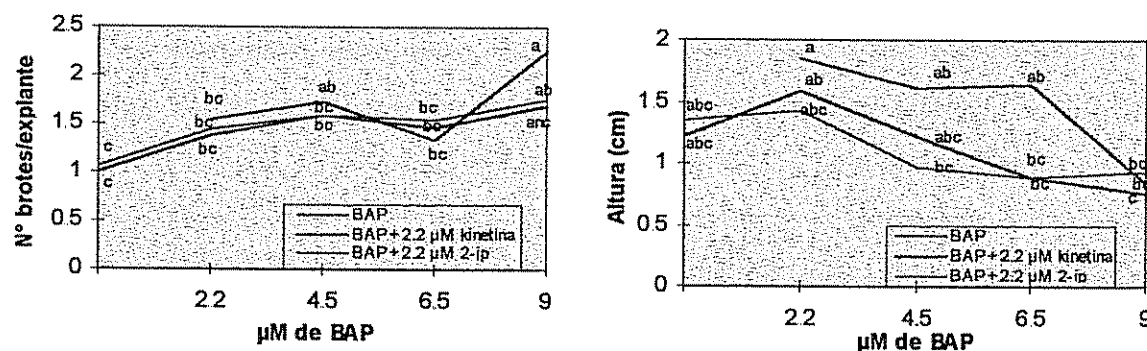 2.5
a
N° brotes/explante
2
bc
ab
ab
bc
bc
bc
1.5
bc
bc
bc
bc
bc
c
1
c
0.5
BAP
BAP+2.2 µM kinetina
BAP+2.2 µM 2-ip
0
2.2
4.5
6.5
9
µM de BAP
2
a
Altura (cm)
ab
ab
ab
1.5
abc
abc
abc
1
bc
bc
bc
bc
c
0.5
BAP
BAP+2.2 µM kinetina
BAP+2.2 µM 2-ip
0
2.2
4.5
6.5
9
µM de BAP